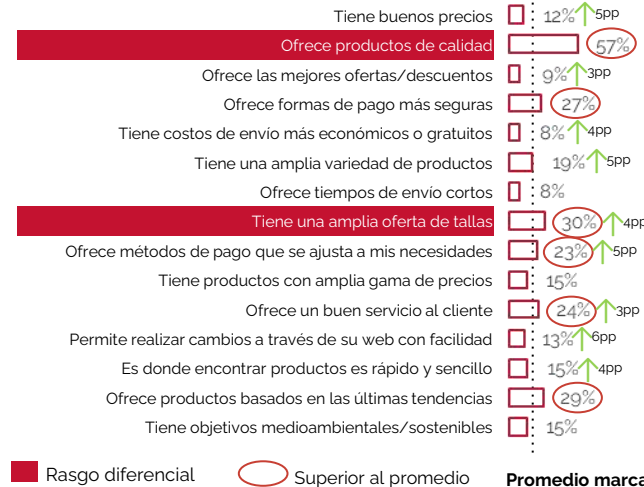 Tiene buenos precios 12% 5pp
Ofrece productos de calidad 57%
Ofrece las mejores ofertas/descuentos 9% 3pp
Ofrece formas de pago más seguras 27%
Tiene costos de envío más económicos o gratuitos 8% 4pp
Tiene una amplia variedad de productos 19% 5pp
Ofrece tiempos de envío cortos 8%
Tiene una amplia oferta de tallas 30% 4pp
Ofrece métodos de pago que se ajusta a mis necesidades 23% 5pp
Tiene productos con amplia gama de precios 15%
Ofrece un buen servicio al cliente 24% 3pp
Permite realizar cambios a través de su web con facilidad 13% 6pp
Es donde encontrar productos es rápido y sencillo 15% 4pp
Ofrece productos basados en las últimas tendencias 29%
Tiene objetivos medioambientales/sostenibles 15%
Rasgo diferencial Superior al promedio Promedio marca